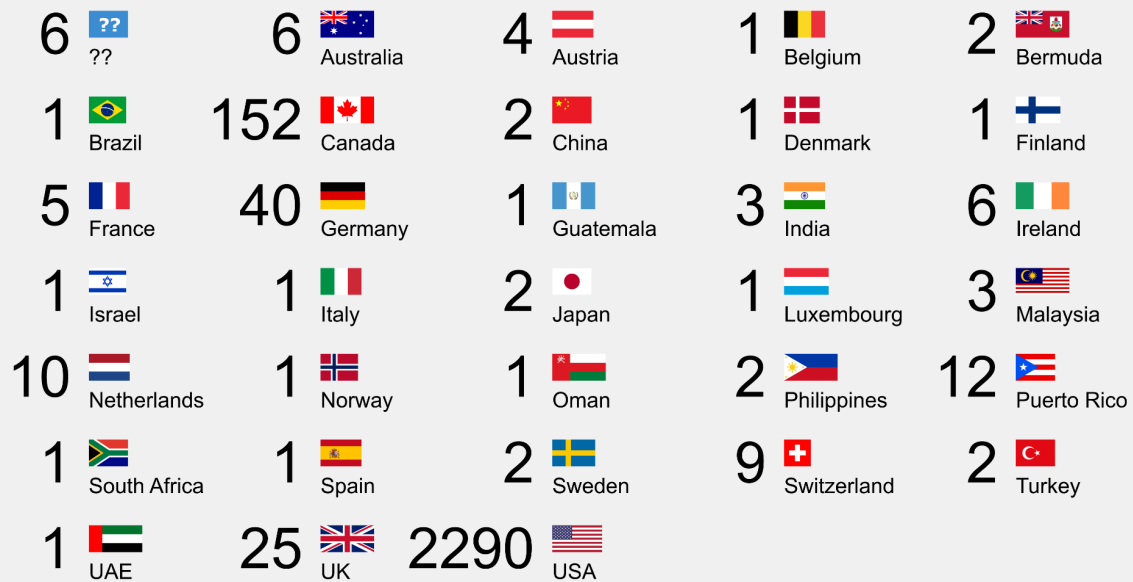 6 ?? ??
6 Australia
4 Austria
1 Belgium
2 Bermuda
1 Brazil
152 Canada
2 China
1 Denmark
1 Finland
5 France
40 Germany
1 Guatemala
3 India
6 Ireland
1 Israel
1 Italy
2 Japan
1 Luxembourg
3 Malaysia
10 Netherlands
1 Norway
1 Oman
2 Philippines
12 Puerto Rico
1 South Africa
1 Spain
2 Sweden
9 Switzerland
2 Turkey
1 UAE
25 UK
2290 USA